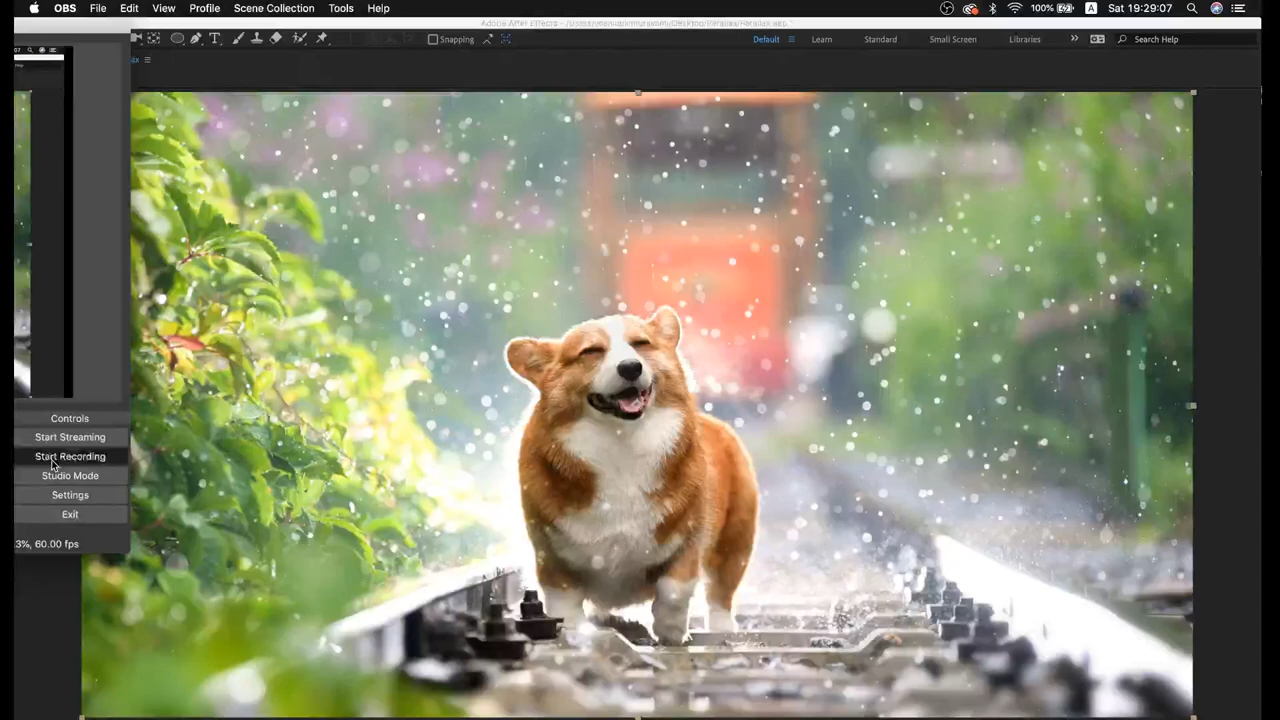 OBS File Edit View Profile Scene Collection Tools Help 100% A Sat 19:29:07
Snapping Default Learn Standard Small Screen Libraries Search Help
Controls
Start Streaming
Start Recording
Studio Mode
Settings
Exit
3%, 60.00 fps